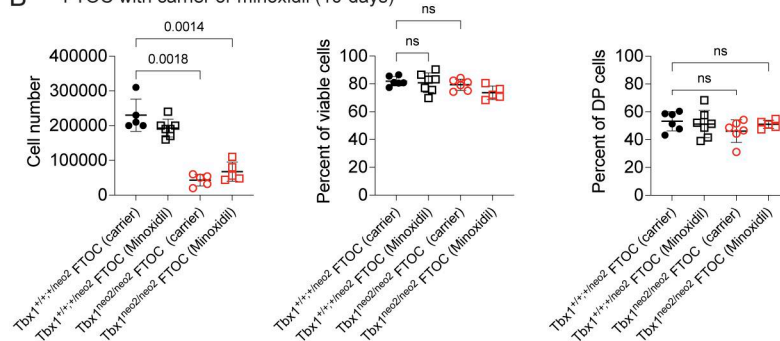 FTOC with carrier or minoxidil (10 days)
0.0014
0.0018
400000
300000
200000
100000
0
Cell number
Tbx1+/+;+/neo2 FTOC (carrier)
Tbx1+/+;+/neo2 FTOC (Minoxidil)
Tbx1neo2/neo2 FTOC (carrier)
Tbx1neo2/neo2 FTOC (Minoxidil)
ns
ns
100
80
60
40
20
0
Percent of viable cells
Tbx1+/+;+/neo2 FTOC (carrier)
Tbx1+/+;+/neo2 FTOC (Minoxidil)
Tbx1neo2/neo2 FTOC (carrier)
Tbx1neo2/neo2 FTOC (Minoxidil)
ns
ns
100
80
60
40
20
0
Percent of DP cells
Tbx1+/+;+/neo2 FTOC (carrier)
Tbx1+/+;+/neo2 FTOC (Minoxidil)
Tbx1neo2/neo2 FTOC (carrier)
Tbx1neo2/neo2 FTOC (Minoxidil)